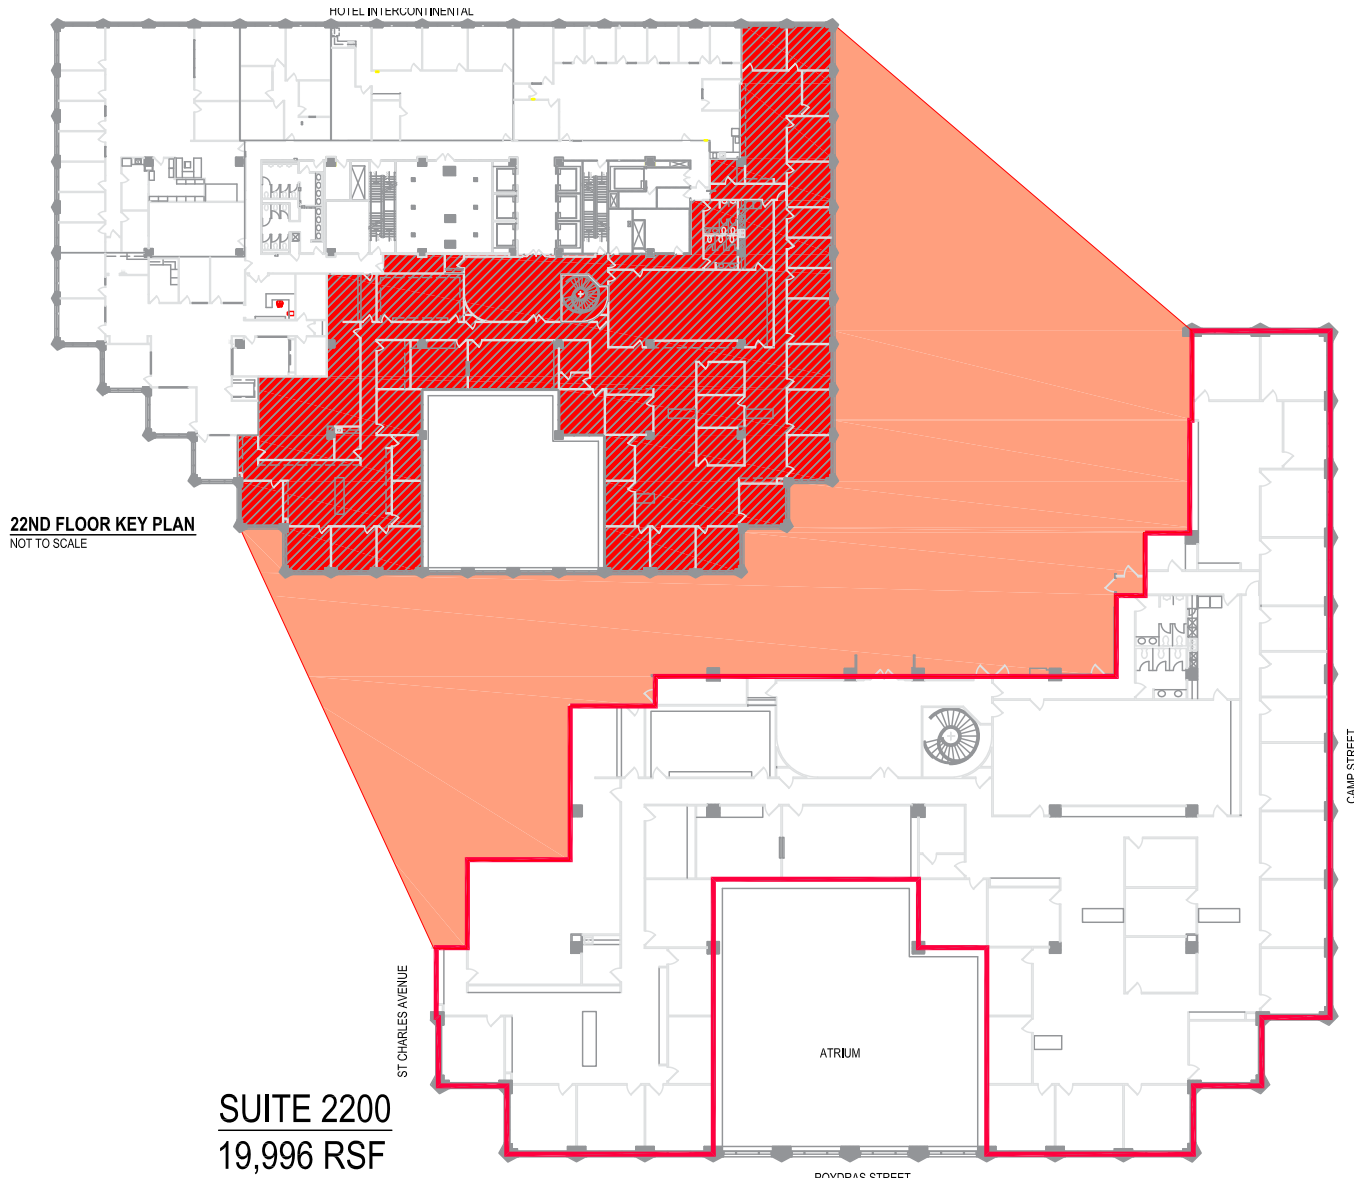 HOTEL INTERCONTINENTAL
22ND FLOOR KEY PLAN
NOT TO SCALE
CAMP STREET
ST CHARLES AVENUE
ATRIUM
SUITE 2200
19,996 RSF
POYDRAS STREET